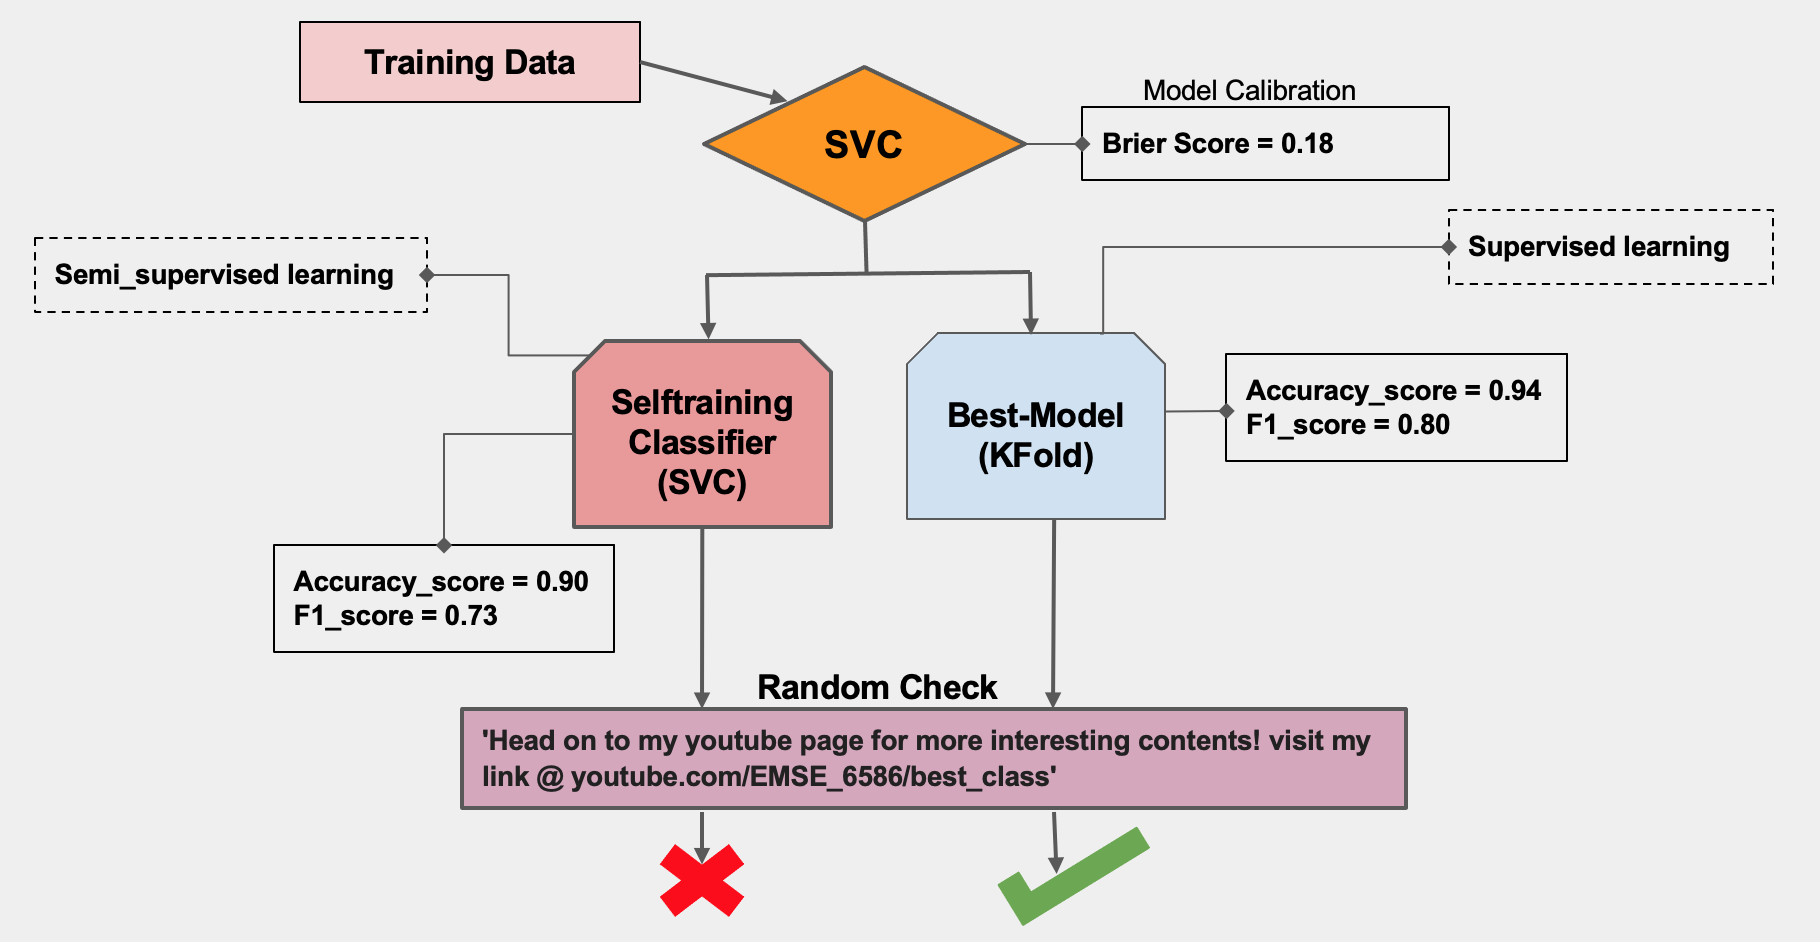 Training Data
SVC
Model Calibration
Brier Score = 0.18
Semi_supervised learning
Supervised learning
Selftraining
Classifier
(SVC)
Best-Model
(KFold)
Accuracy_score = 0.94
F1_score = 0.80
Accuracy_score = 0.90
F1_score = 0.73
Random Check
'Head on to my youtube page for more interesting contents! visit my
link @ youtube.com/EMSE_6586/best_class'